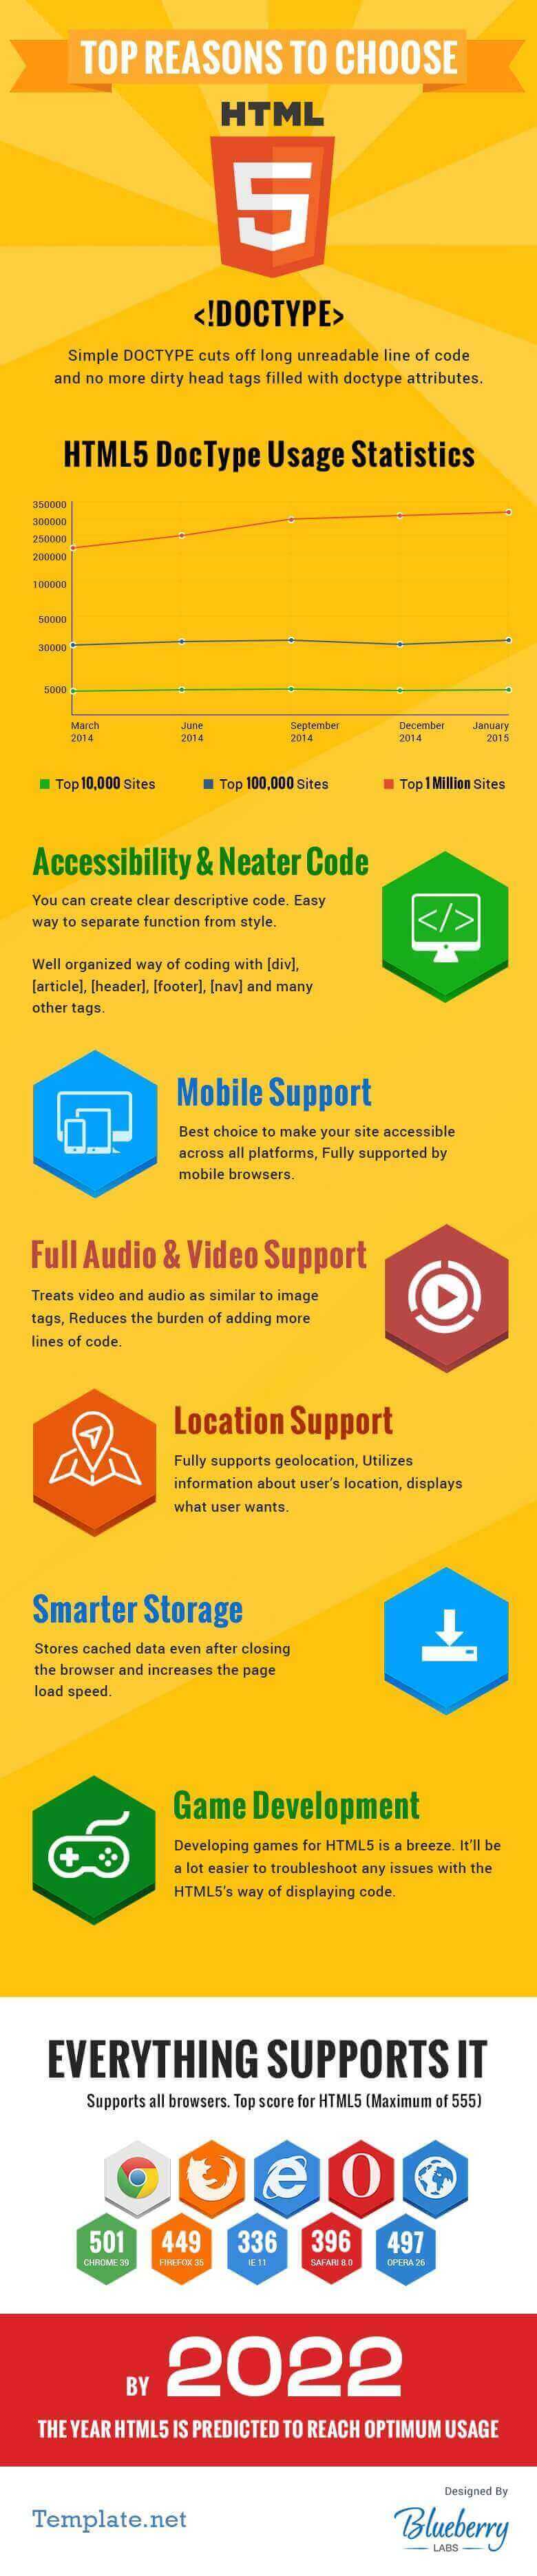 TOP REASONS TO CHOOSE
HTML
5
<!DOCTYPE>
Simple DOCTYPE cuts off long unreadable line of code
and no more dirty head tags filled with doctype attributes.
HTML5 DocType Usage Statistics
350000
300000
250000
200000
100000
50000
30000
5000
March 2014
June 2014
September 2014
December 2014
January 2015
Top 10,000 Sites
Top 100,000 Sites
Top 1 Million Sites
Accessibility & Neater Code
You can create clear descriptive code. Easy
way to separate function from style.
Well organized way of coding with [div],
[article], [header], [footer], [nav] and many
other tags.
</>
Mobile Support
Best choice to make your site accessible
across all platforms, Fully supported by
mobile browsers.
Full Audio & Video Support
Treats video and audio as similar to image
tags, Reduces the burden of adding more
lines of code.
Location Support
Fully supports geolocation, Utilizes
information about user's location, displays
what user wants.
Smarter Storage
Stores cached data even after closing
the browser and increases the page
load speed.
Game Development
Developing games for HTML5 is a breeze. It'll be
a lot easier to troubleshoot any issues with the
HTML5's way of displaying code.
EVERYTHING SUPPORTS IT
Supports all browsers. Top score for HTML5 (Maximum of 555)
501
CHROME 39
449
FIREFOX 35
336
IE 11
396
SAFARI 8.0
497
OPERA 26
BY 2022
THE YEAR HTML5 IS PREDICTED TO REACH OPTIMUM USAGE
Template.net
Designed By
Blueberry
LABS